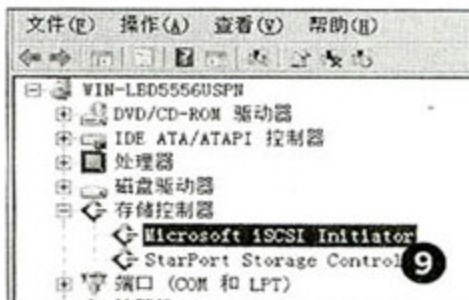 文件(F) 操作(A) 查看(V) 帮助(H)
WIN-LED5556USPN
DVD/CD-ROM 驱动器
IDE ATA/ATAPI 控制器
处理器
磁盘驱动器
存储控制器
Microsoft iSCSI Initiator
StarPort Storage Control
9
端口 (COM 和 LPT)